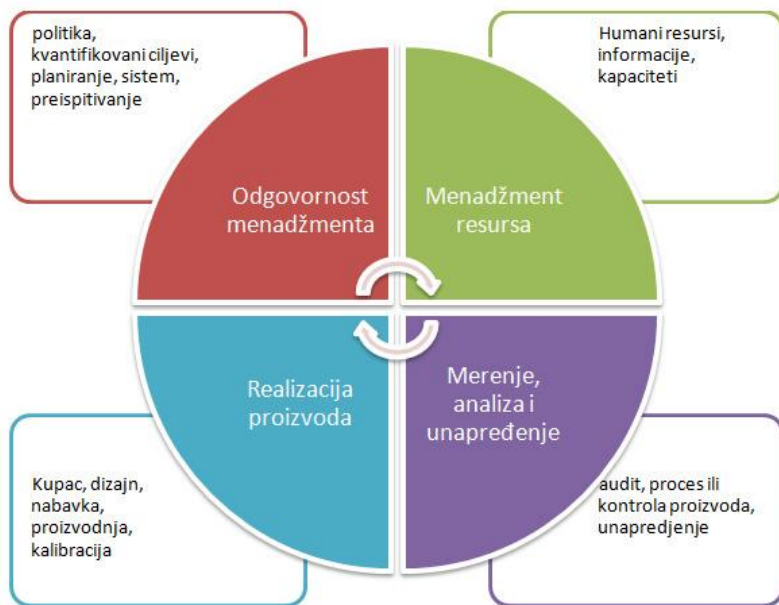 politika,
kvantifikovani ciljevi,
planiranje, sistem,
preispitivanje
Humani resursi,
informacije,
kapaciteti
Odgovornost
menadžmenta
Menadžment
resursa
Realizacija
proizvoda
Merenje,
analiza i
unapređenje
Kupac, dizajn,
nabavka,
proizvodnja,
kalibracija
audit, proces ili
kontrola proizvoda,
unapredjenje